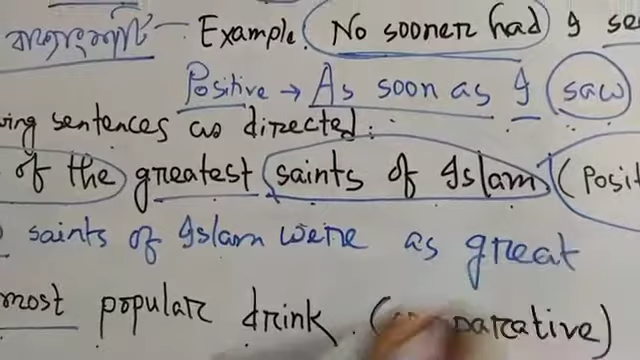 Example. No sooner had I se
Positive → As soon as I saw
ing sentences as directed:
of the greatest saints of Islam (Posit
saints of Islam were as great
most popular drink. (comparative)